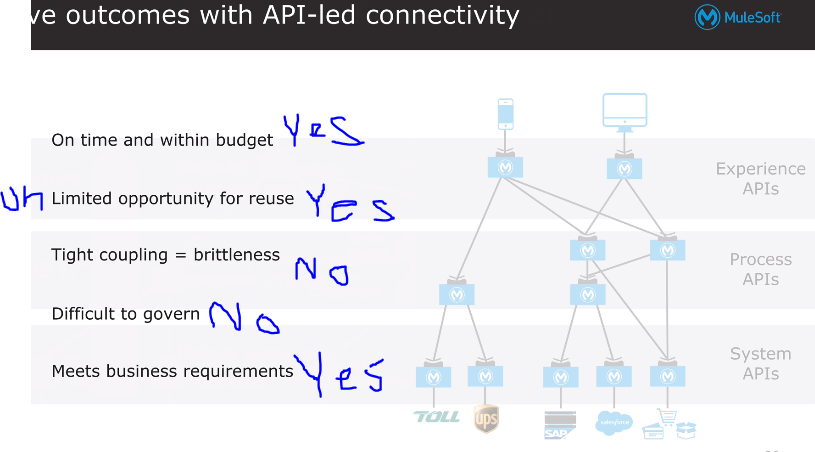 ve outcomes with API-led connectivity
MuleSoft
On time and within budget YES
Un Limited opportunity for reuse YES
Tight coupling = brittleness NO
Difficult to govern NO
Meets business requirements Yes
Experience
APIs
Process
APIs
System
APIs
TOLL
ups
SAP
salesforce